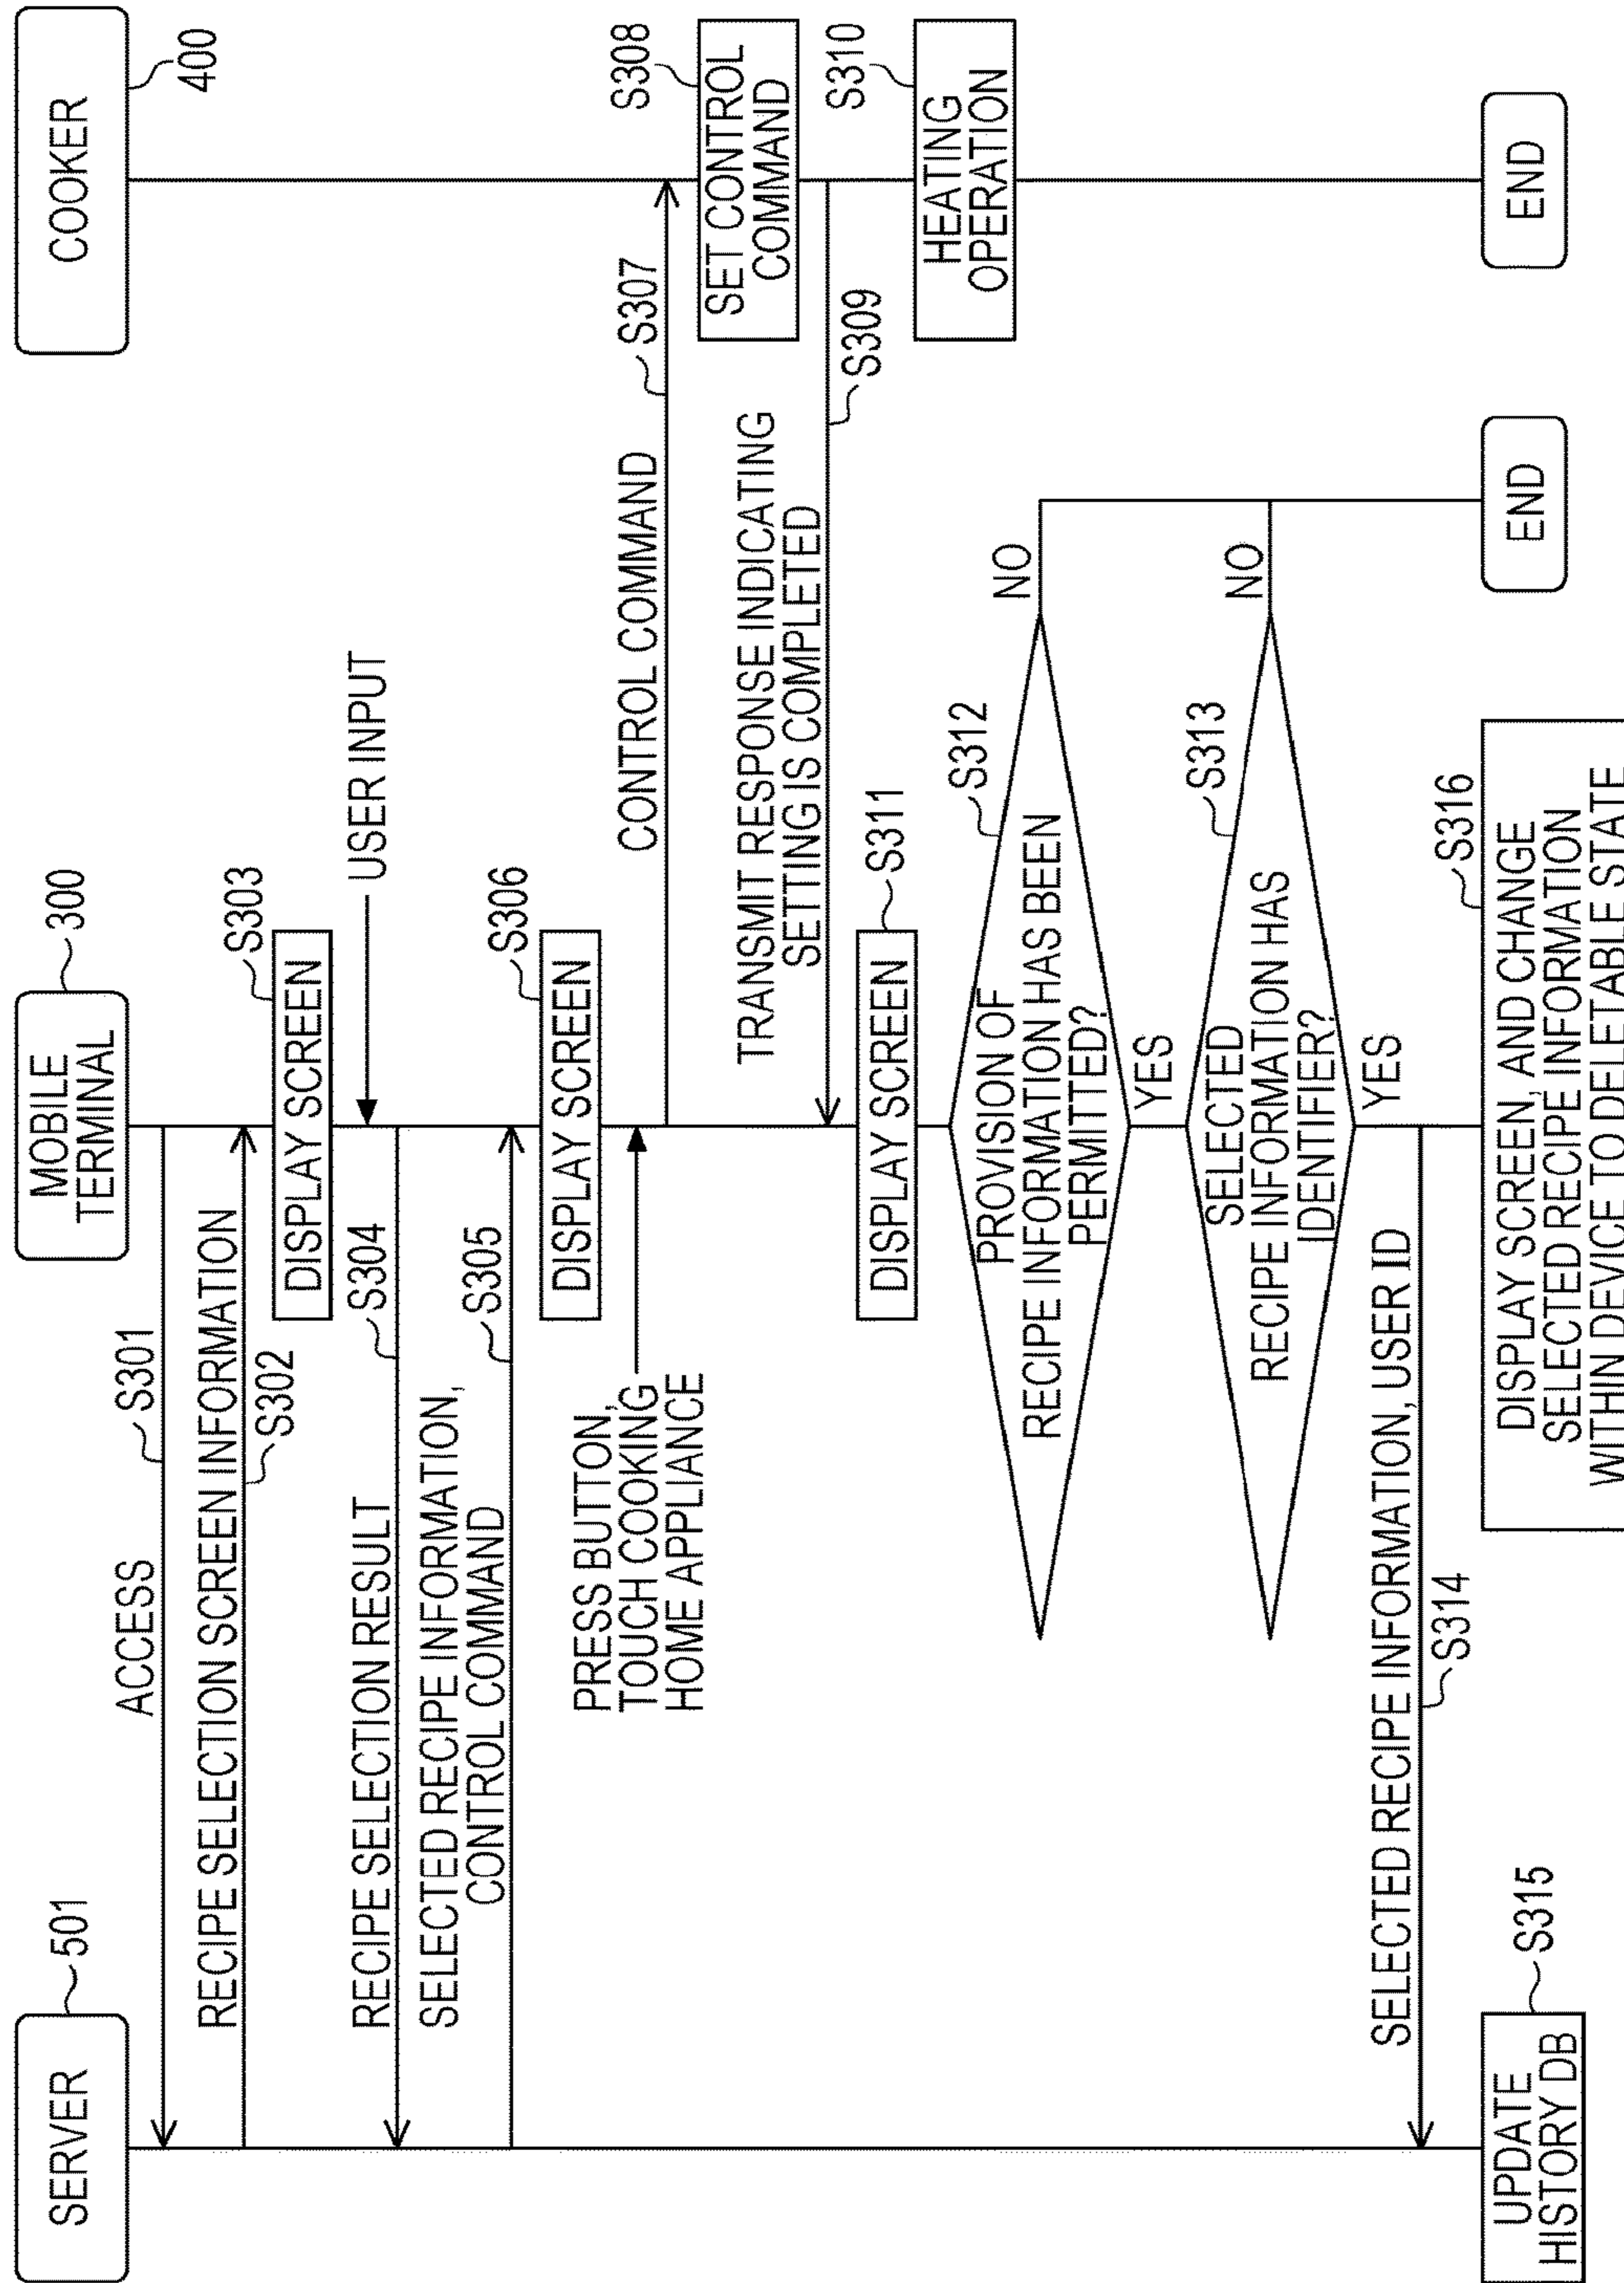 SERVER
501
MOBILE
TERMINAL
300
COOKER
400
ACCESS
S301
RECIPE SELECTION SCREEN INFORMATION
S302
DISPLAY SCREEN
S303
USER INPUT
RECIPE SELECTION RESULT
S304
SELECTED RECIPE INFORMATION,
CONTROL COMMAND
S305
DISPLAY SCREEN
S306
PRESS BUTTON,
TOUCH COOKING
HOME APPLIANCE
CONTROL COMMAND
S307
SET CONTROL
COMMAND
S308
TRANSMIT RESPONSE INDICATING
SETTING IS COMPLETED
S309
HEATING
OPERATION
S310
DISPLAY SCREEN
S311
PROVISION OF
RECIPE INFORMATION HAS BEEN
PERMITTED?
S312
NO
YES
SELECTED
RECIPE INFORMATION HAS
IDENTIFIER?
S313
NO
YES
SELECTED RECIPE INFORMATION, USER ID
S314
UPDATE
HISTORY DB
S315
DISPLAY SCREEN, AND CHANGE
SELECTED RECIPE INFORMATION
WITHIN DEVICE TO DELETABLE STATE
S316
END
END